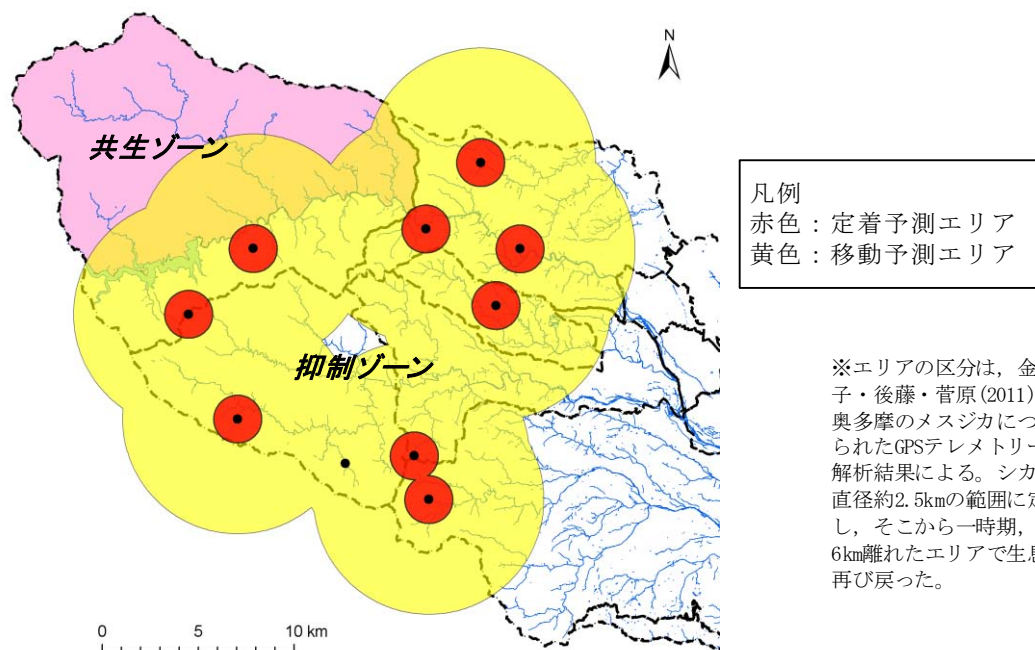 N
共生ゾーン
抑制ゾーン
0 5 10 km
凡例
赤色：定着予測エリア
黄色：移動予測エリア
※エリアの区分は，金
子・後藤・菅原(2011)
奥多摩のメスジカにつ
られたGPSテレメトリー
解析結果による。シカ
直径約2.5kmの範囲に定
し，そこから一時期，
6km離れたエリアで生息
再び戻った。